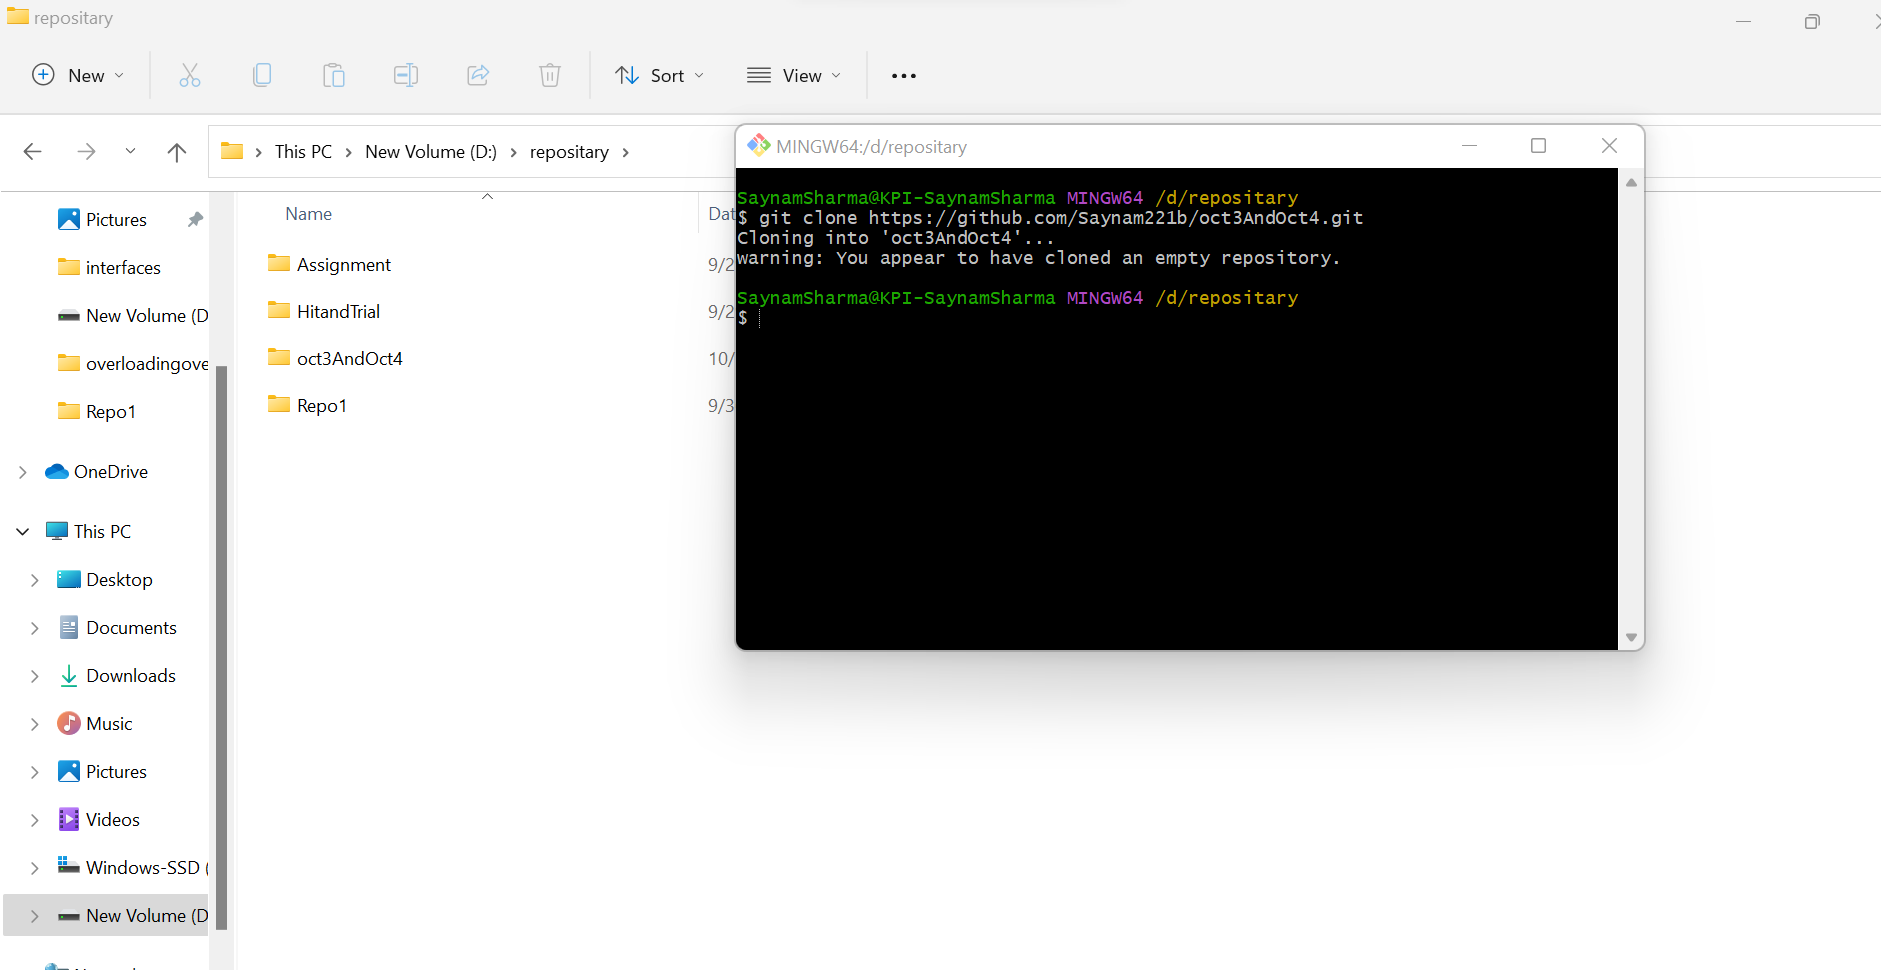 repositary
New
Sort
View
This PC
New Volume (D:)
repositary
Pictures
interfaces
New Volume (D
overloadingove
Repo1
OneDrive
This PC
Desktop
Documents
Downloads
Music
Pictures
Videos
Windows-SSD (
New Volume (D
Name
Dat
Assignment
9/2
HitandTrial
9/2
oct3AndOct4
10/
Repo1
9/3
MINGW64:/d/repositary
SaynamSharma@KPI-SaynamSharma MINGW64 /d/repositary
$ git clone https://github.com/Saynam221b/oct3AndOct4.git
Cloning into 'oct3AndOct4'...
warning: You appear to have cloned an empty repository.
SaynamSharma@KPI-SaynamSharma MINGW64 /d/repositary
$